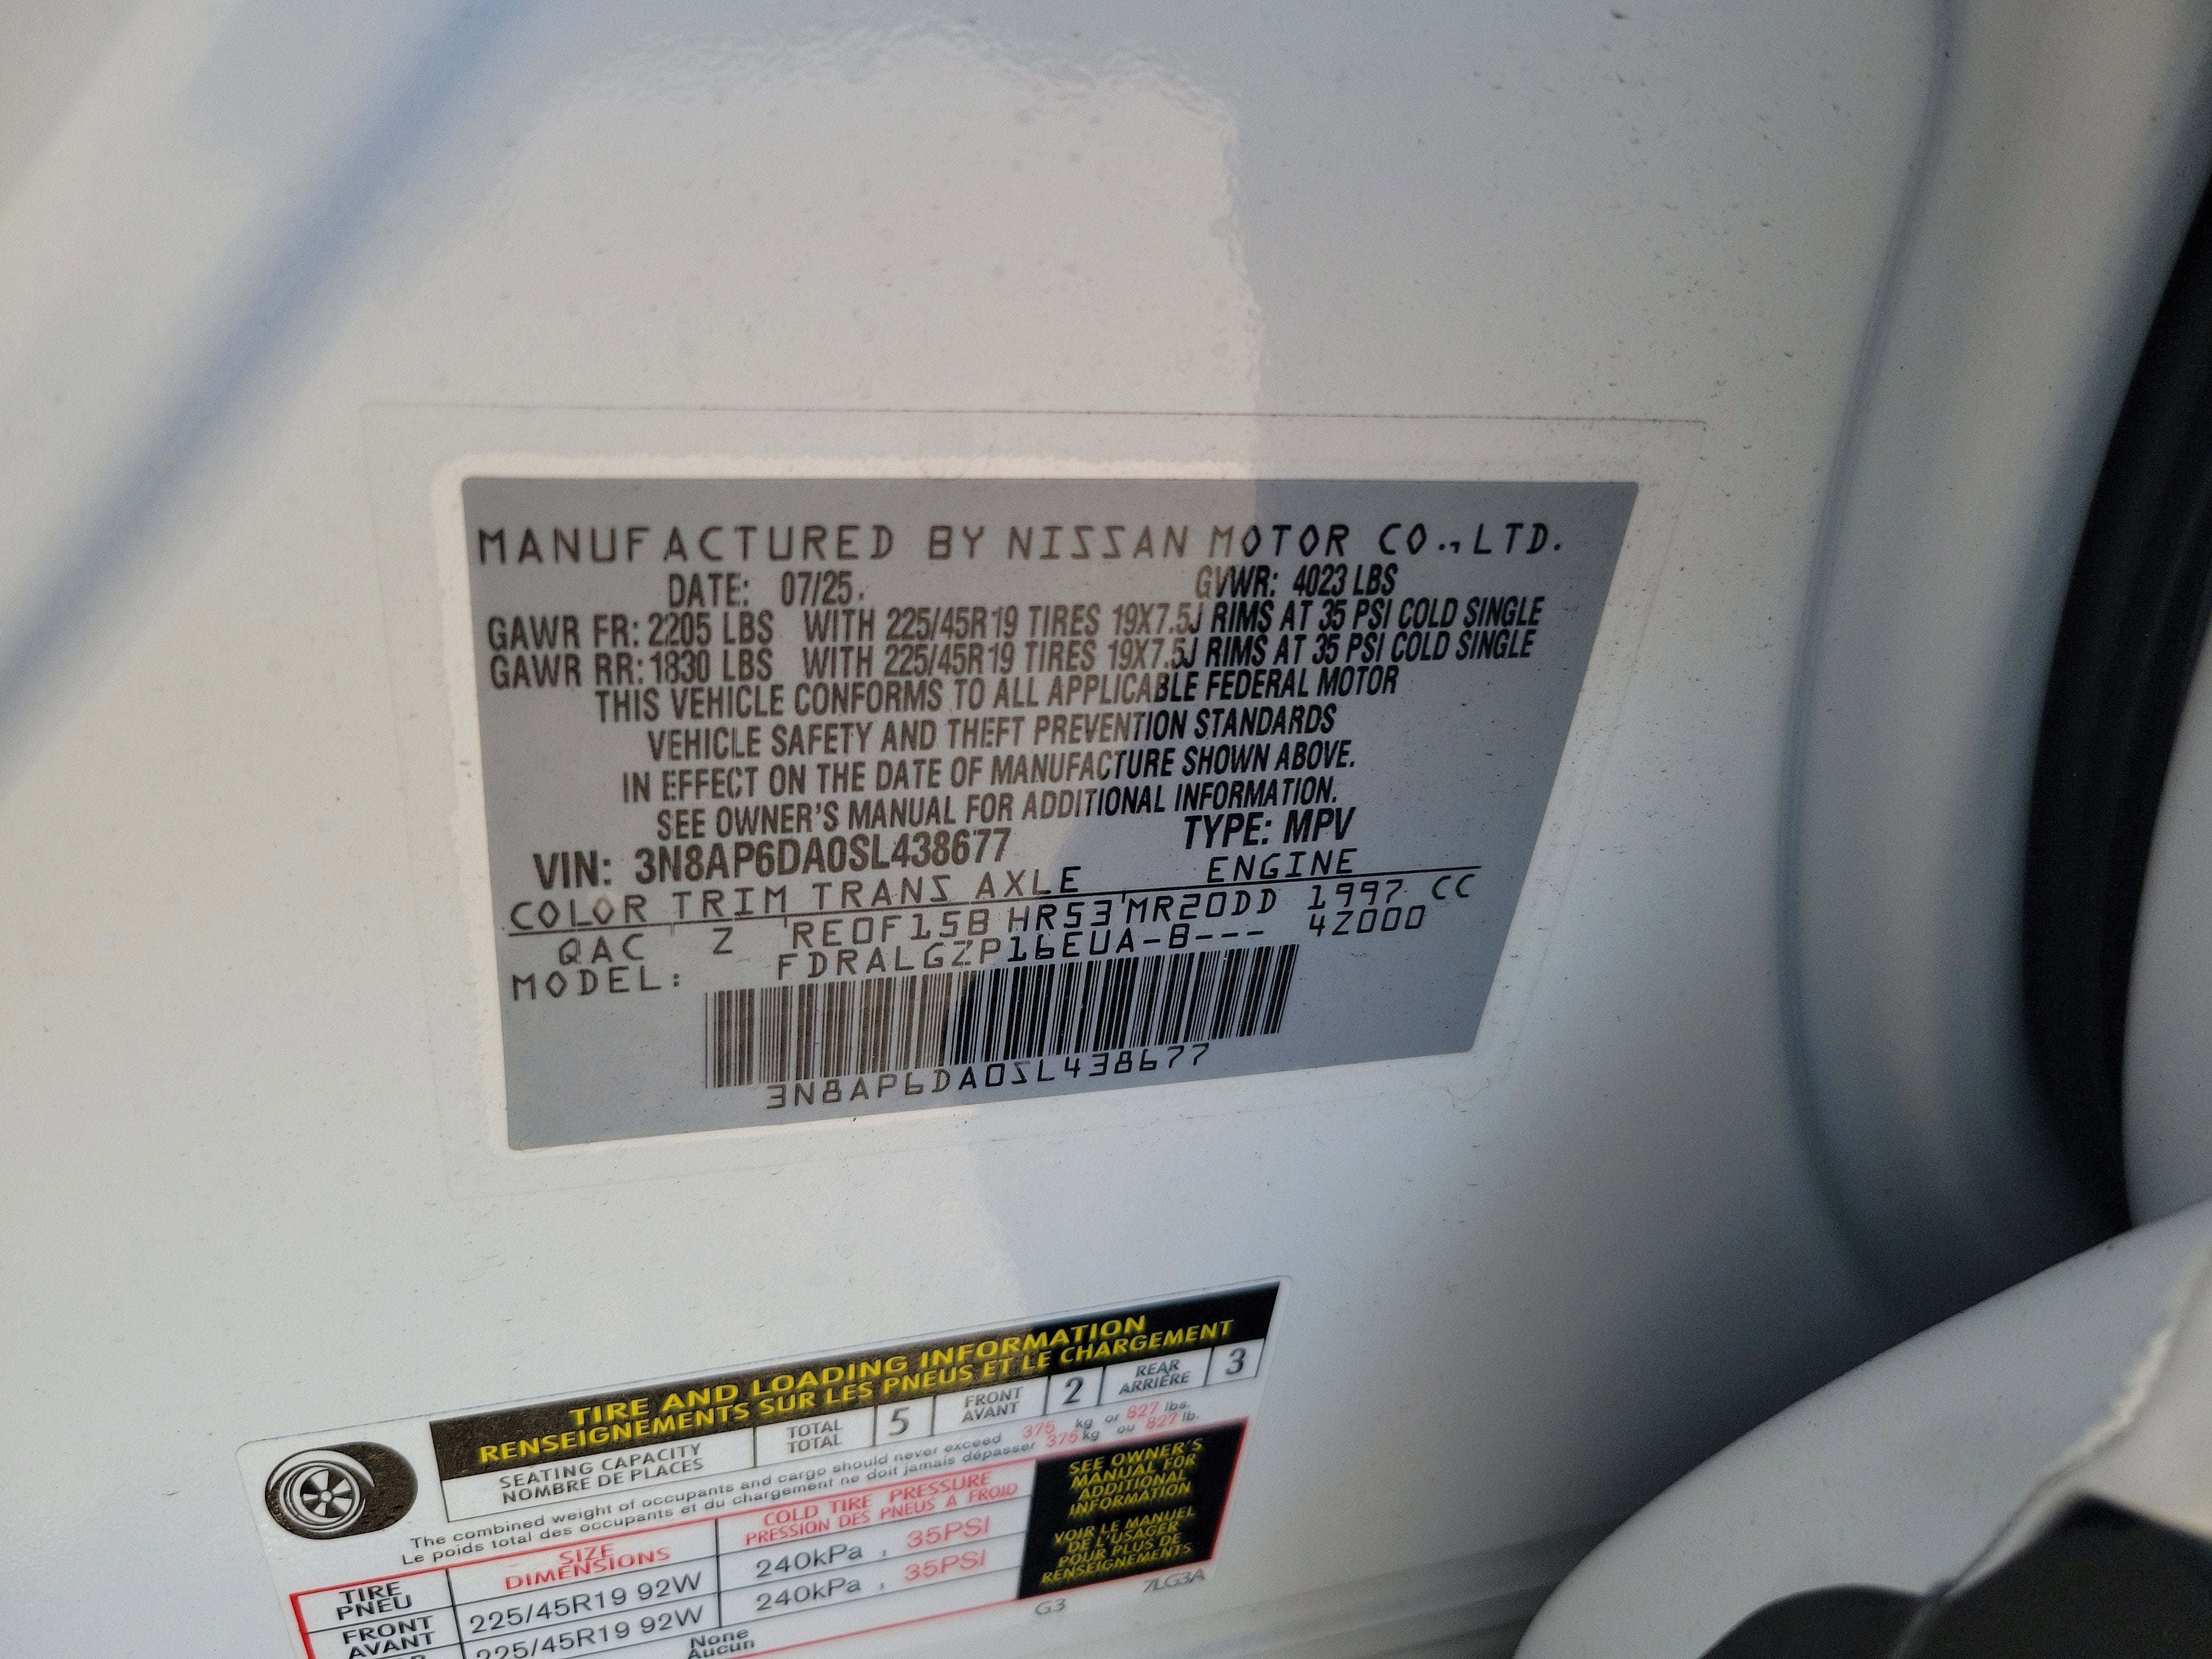 MANUFACTURED BY NISSAN MOTOR CO.,LTD.
DATE: 07/25. GVWR: 4023 LBS
GAWR FR: 2205 LBS WITH 225/45R19 TIRES 19X7.5J RIMS AT 35 PSI COLD SINGLE
GAWR RR: 1830 LBS WITH 225/45R19 TIRES 19X7.5J RIMS AT 35 PSI COLD SINGLE
THIS VEHICLE CONFORMS TO ALL APPLICABLE FEDERAL MOTOR
VEHICLE SAFETY AND THEFT PREVENTION STANDARDS
IN EFFECT ON THE DATE OF MANUFACTURE SHOWN ABOVE.
SEE OWNER'S MANUAL FOR ADDITIONAL INFORMATION.
VIN: 3N8AP6DA0SL438677 TYPE: MPV
COLOR TRIM TRANS AXLE ENGINE
QAC Z RE0F15B HR53 MR20DD 1997 CC
MODEL: FDRALGZP16EUA-B--- 4Z000
3N8AP6DA0SL438677
TIRE AND LOADING INFORMATION
RENSEIGNEMENTS SUR LES PNEUS ET LE CHARGEMENT
SEATING CAPACITY
NOMBRE DE PLACES
TOTAL
TOTAL
5
FRONT
AVANT
2
REAR
ARRIÈRE
3
The combined weight of occupants and cargo should never exceed 375 kg or 827 lbs.
Le poids total des occupants et du chargement ne doit jamais dépasser 375 kg ou 827 lb.
TIRE
PNEU
SIZE
DIMENSIONS
COLD TIRE PRESSURE
PRESSION DES PNEUS A FROID
FRONT
AVANT
225/45R19 92W
240kPa , 35PSI
225/45R19 92W
240kPa , 35PSI
None
Aucun
SEE OWNER'S
MANUAL FOR
ADDITIONAL
INFORMATION
VOIR LE MANUEL
DE L'USAGER
POUR PLUS DE
RENSEIGNEMENTS
G3 7LG3A